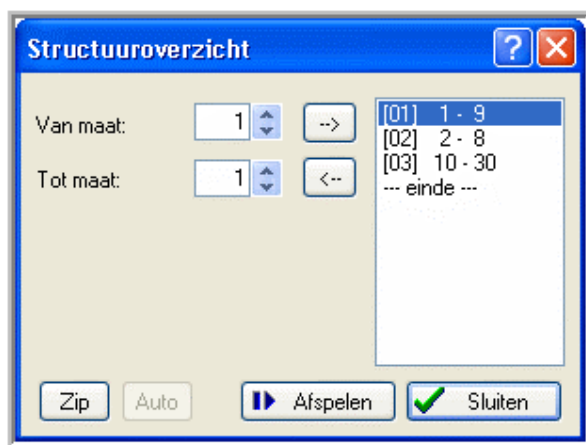 Structuuroverzicht
Van maat: 1 -->
Tot maat: 1 <--
[01] 1 - 9
[02] 2 - 8
[03] 10 - 30
--- einde ---
Zip Auto Afspelen Sluiten